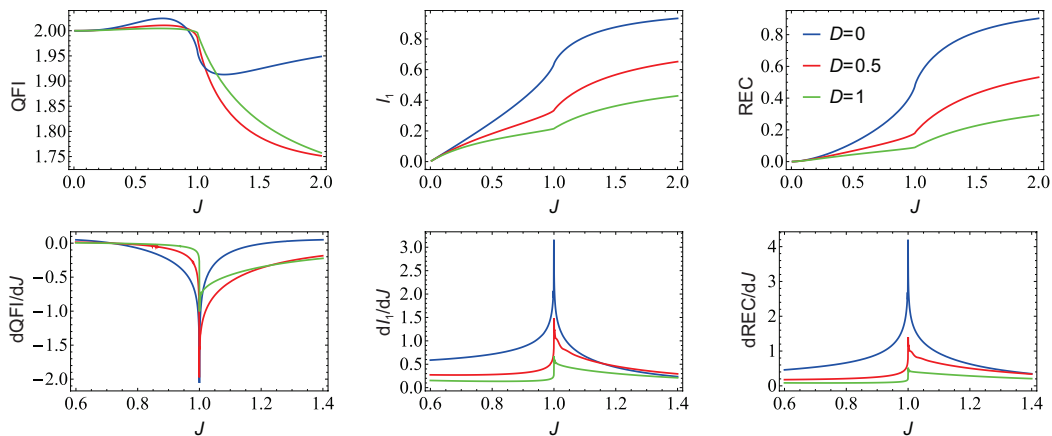 QFI
2.00
1.95
1.90
1.85
1.80
1.75
0.0 0.5 1.0 1.5 2.0
J
I₁
0.8
0.6
0.4
0.2
0.0
0.0 0.5 1.0 1.5 2.0
J
REC
0.8
0.6
0.4
0.2
0.0
0.0 0.5 1.0 1.5 2.0
J
D=0
D=0.5
D=1
dQFI/dJ
0.0
−0.5
−1.0
−1.5
−2.0
0.6 0.8 1.0 1.2 1.4
J
dI₁/dJ
3.0
2.5
2.0
1.5
1.0
0.5
0.0
0.6 0.8 1.0 1.2 1.4
J
dREC/dJ
4
3
2
1
0
0.6 0.8 1.0 1.2 1.4
J